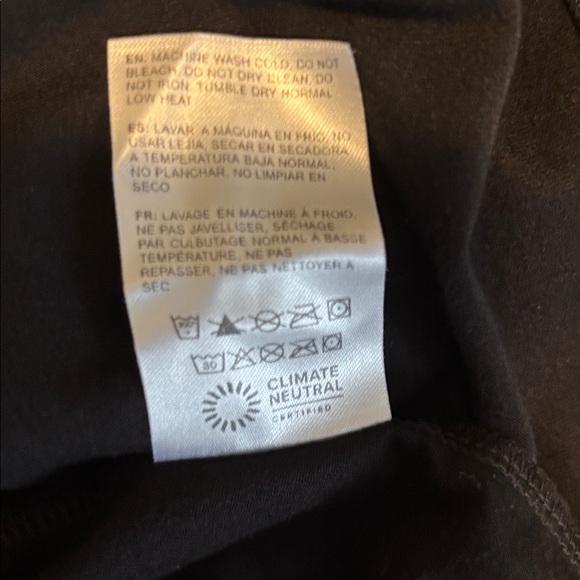 EN: MACHINE WASH COLD, DO NOT
BLEACH, DO NOT DRY CLEAN, DO
NOT IRON, TUMBLE DRY NORMAL
LOW HEAT
ES: LAVAR A MÁQUINA EN FRIO, NO
USAR LEJIA, SECAR EN SECADORA
A TEMPERATURA BAJA NORMAL,
NO PLANCHAR, NO LIMPIAR EN
SECO
FR: LAVAGE EN MACHINE À FROID,
NE PAS JAVELLISER, SÉCHAGE
PAR CULBUTAGE NORMAL À BASSE
TEMPÉRATURE, NE PAS
REPASSER, NE PAS NETTOYER À
SEC
30
CLIMATE
NEUTRAL
CERTIFIED